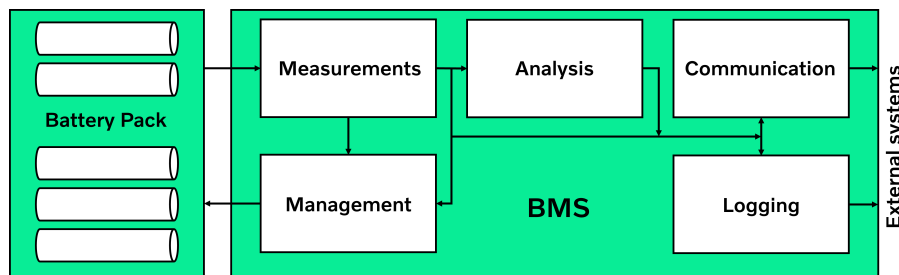 Measurements
Analysis
Communication
Battery Pack
Management
BMS
Logging
External systems